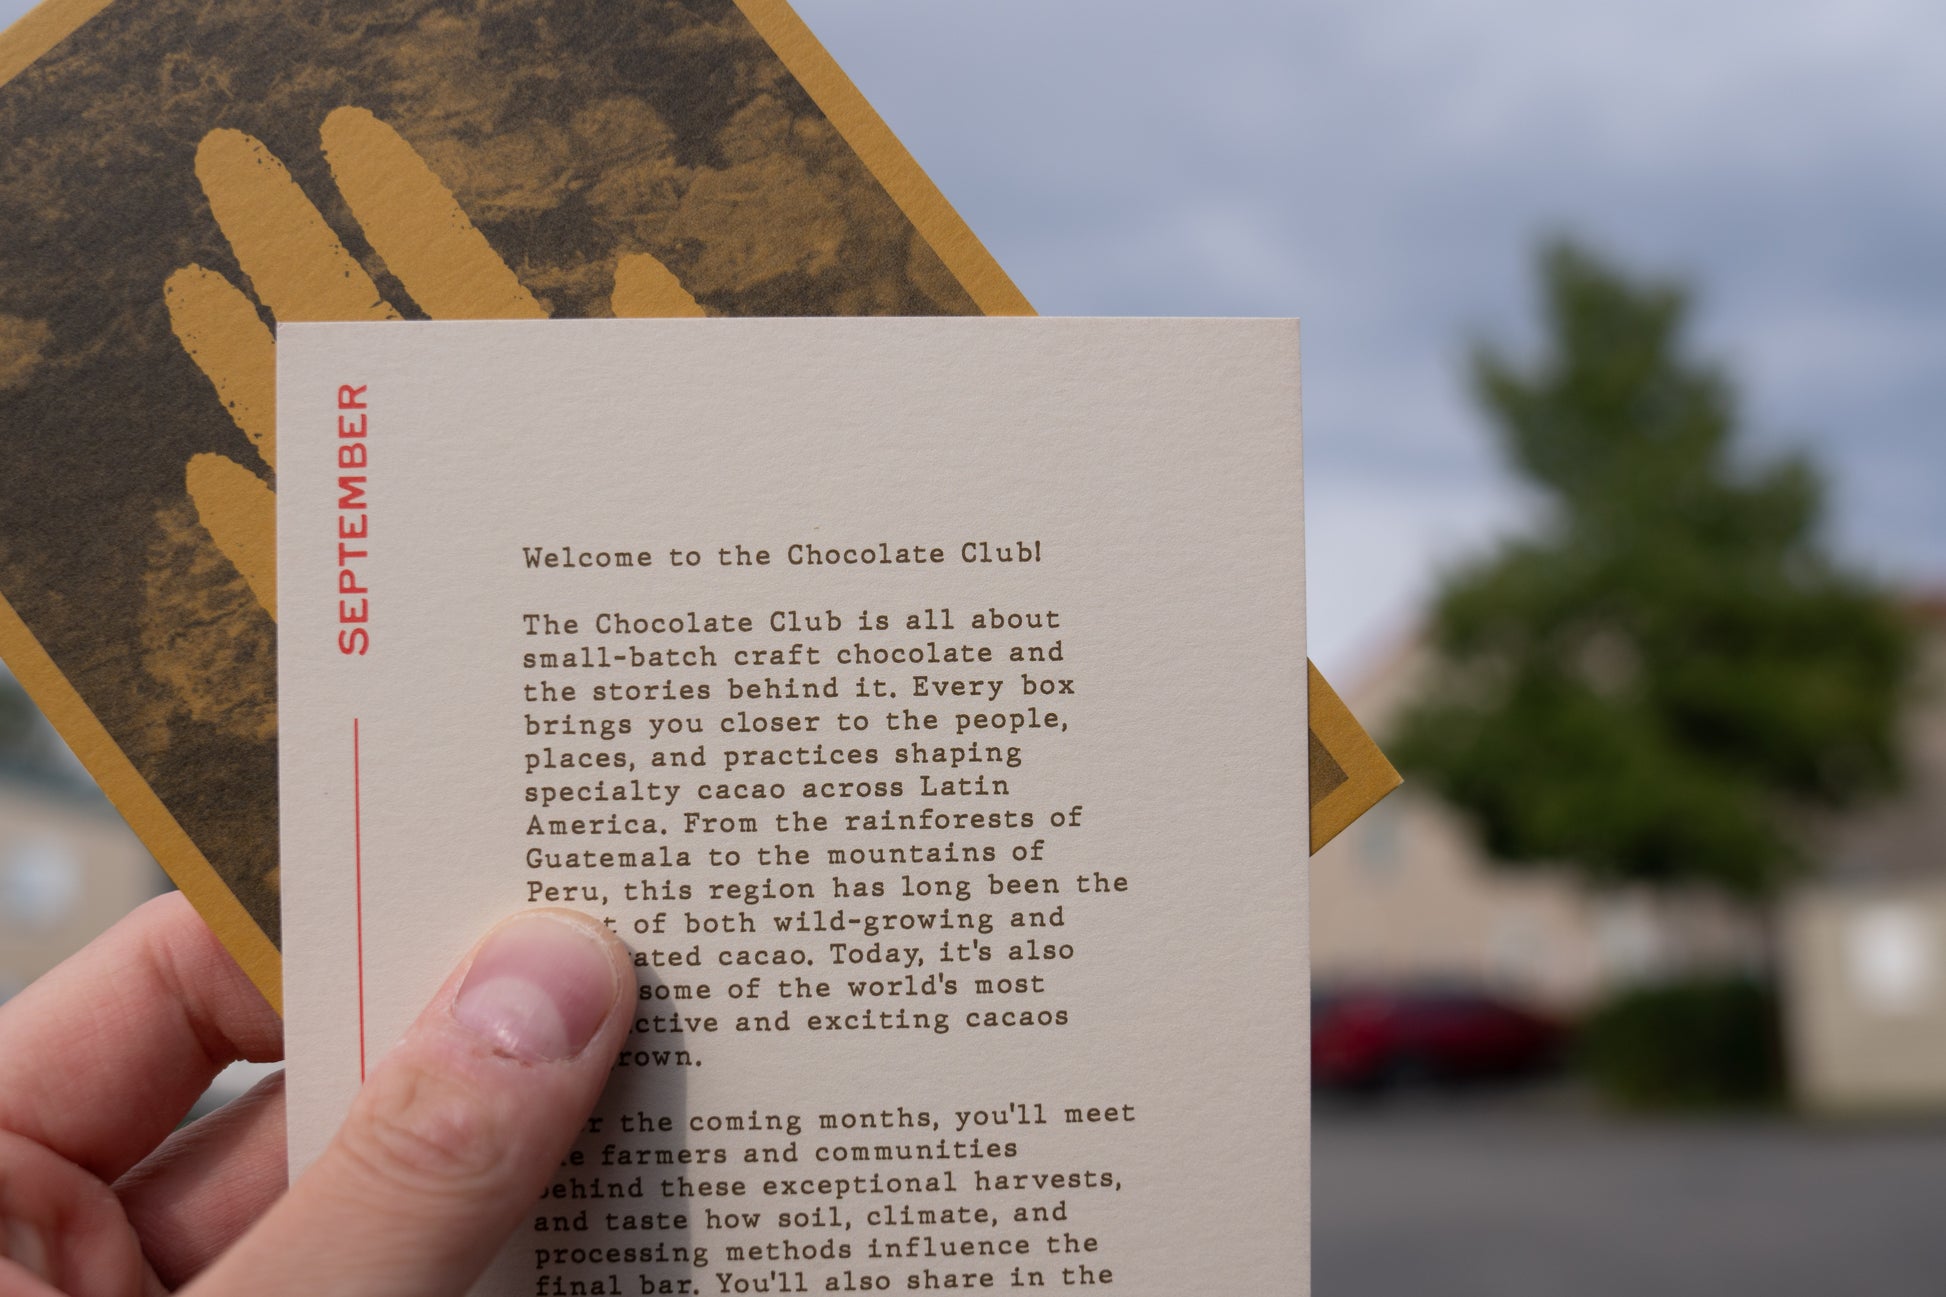 SEPTEMBER
Welcome to the Chocolate Club!
The Chocolate Club is all about
small-batch craft chocolate and
the stories behind it. Every box
brings you closer to the people,
places, and practices shaping
specialty cacao across Latin
America. From the rainforests of
Guatemala to the mountains of
Peru, this region has long been the
of both wild-growing and
cacao. Today, it's also
some of the world's most
and exciting cacaos
the coming months, you'll meet
farmers and communities
behind these exceptional harvests,
and taste how soil, climate, and
processing methods influence the
final bar. You'll also share in the